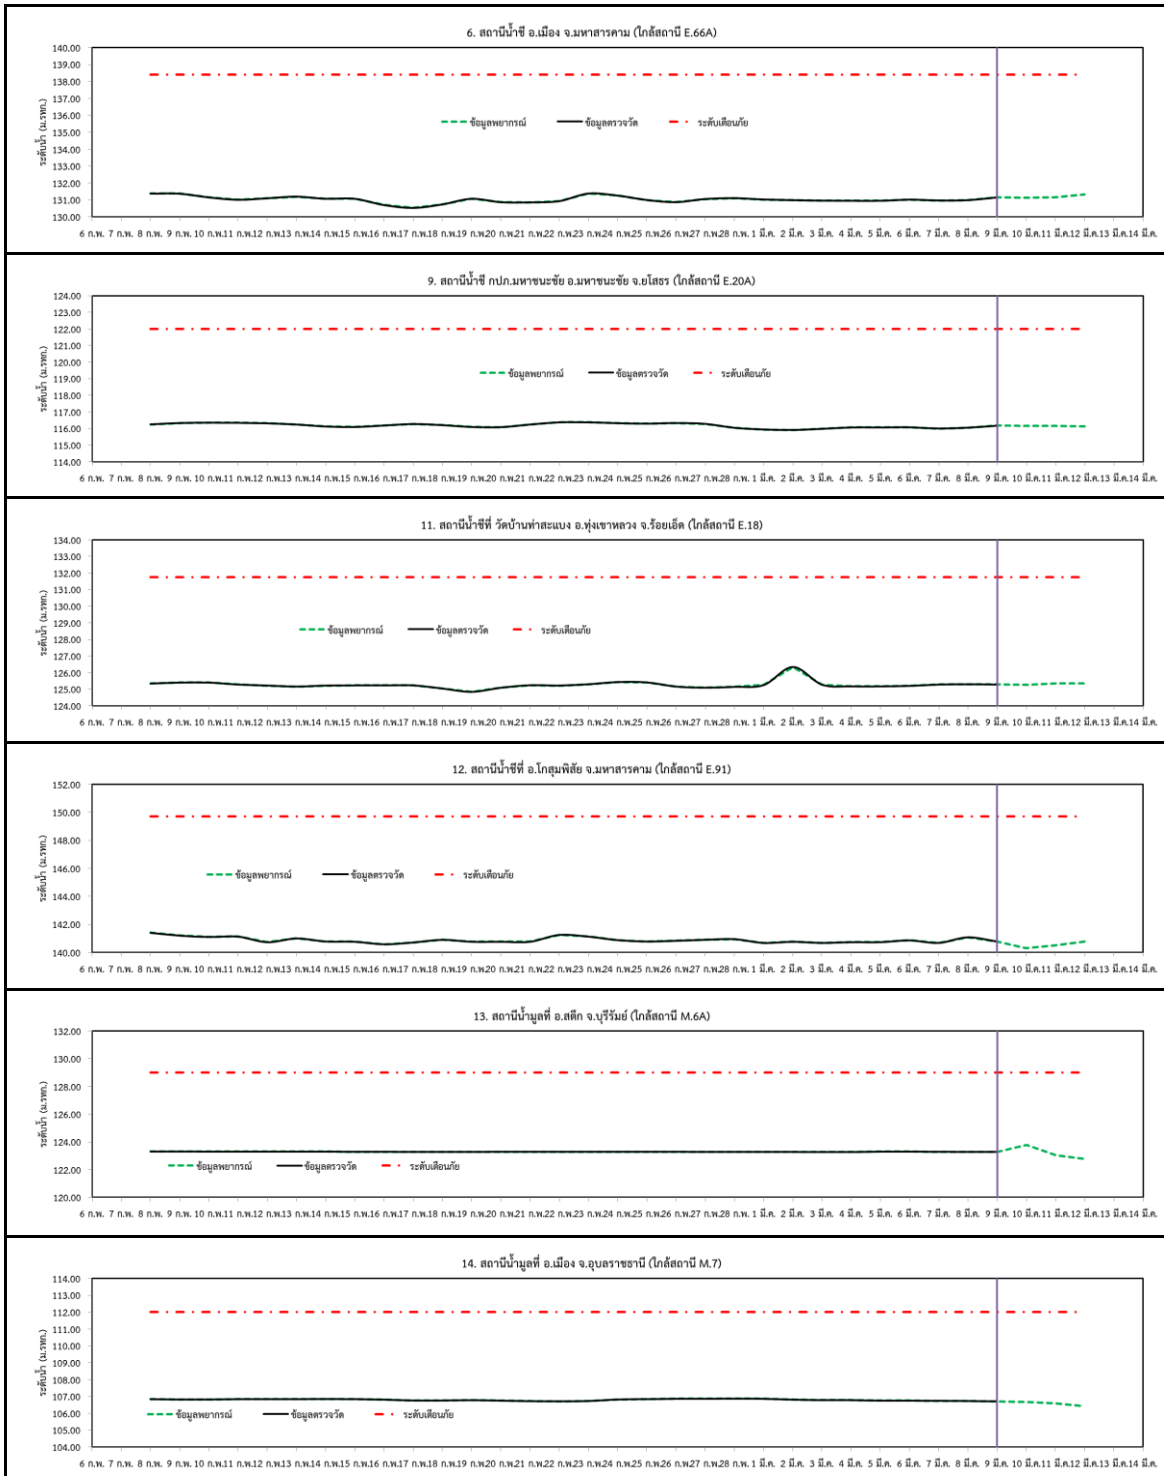 6. สถานีน้ำชี อ.เมือง จ.มหาสารคาม (ใกล้สถานี E.66A)
140.00
139.00
138.00
137.00
136.00
135.00
134.00
133.00
132.00
131.00
130.00
ระดับน้ำ (ม.รทก.)
ข้อมูลพยากรณ์ ข้อมูลตรวจวัด ระดับเตือนภัย
6 ก.พ. 7 ก.พ. 8 ก.พ. 9 ก.พ. 10 ก.พ. 11 ก.พ. 12 ก.พ. 13 ก.พ. 14 ก.พ. 15 ก.พ. 16 ก.พ. 17 ก.พ. 18 ก.พ. 19 ก.พ. 20 ก.พ. 21 ก.พ. 22 ก.พ. 23 ก.พ. 24 ก.พ. 25 ก.พ. 26 ก.พ. 27 ก.พ. 28 ก.พ. 1 มี.ค. 2 มี.ค. 3 มี.ค. 4 มี.ค. 5 มี.ค. 6 มี.ค. 7 มี.ค. 8 มี.ค. 9 มี.ค. 10 มี.ค. 11 มี.ค. 12 มี.ค. 13 มี.ค. 14 มี.ค.
9. สถานีน้ำชี กปภ.มหาชนะชัย อ.มหาชนะชัย จ.ยโสธร (ใกล้สถานี E.20A)
124.00
123.00
122.00
121.00
120.00
119.00
118.00
117.00
116.00
115.00
114.00
ระดับน้ำ (ม.รทก.)
ข้อมูลพยากรณ์ ข้อมูลตรวจวัด ระดับเตือนภัย
6 ก.พ. 7 ก.พ. 8 ก.พ. 9 ก.พ. 10 ก.พ. 11 ก.พ. 12 ก.พ. 13 ก.พ. 14 ก.พ. 15 ก.พ. 16 ก.พ. 17 ก.พ. 18 ก.พ. 19 ก.พ. 20 ก.พ. 21 ก.พ. 22 ก.พ. 23 ก.พ. 24 ก.พ. 25 ก.พ. 26 ก.พ. 27 ก.พ. 28 ก.พ. 1 มี.ค. 2 มี.ค. 3 มี.ค. 4 มี.ค. 5 มี.ค. 6 มี.ค. 7 มี.ค. 8 มี.ค. 9 มี.ค. 10 มี.ค. 11 มี.ค. 12 มี.ค. 13 มี.ค. 14 มี.ค.
11. สถานีน้ำชีที่ วัดบ้านท่าสะแบง อ.ทุ่งเขาหลวง จ.ร้อยเอ็ด (ใกล้สถานี E.18)
134.00
133.00
132.00
131.00
130.00
129.00
128.00
127.00
126.00
125.00
124.00
ระดับน้ำ (ม.รทก.)
ข้อมูลพยากรณ์ ข้อมูลตรวจวัด ระดับเตือนภัย
6 ก.พ. 7 ก.พ. 8 ก.พ. 9 ก.พ. 10 ก.พ. 11 ก.พ. 12 ก.พ. 13 ก.พ. 14 ก.พ. 15 ก.พ. 16 ก.พ. 17 ก.พ. 18 ก.พ. 19 ก.พ. 20 ก.พ. 21 ก.พ. 22 ก.พ. 23 ก.พ. 24 ก.พ. 25 ก.พ. 26 ก.พ. 27 ก.พ. 28 ก.พ. 1 มี.ค. 2 มี.ค. 3 มี.ค. 4 มี.ค. 5 มี.ค. 6 มี.ค. 7 มี.ค. 8 มี.ค. 9 มี.ค. 10 มี.ค. 11 มี.ค. 12 มี.ค. 13 มี.ค. 14 มี.ค.
12. สถานีน้ำชีที่ อ.โกสุมพิสัย จ.มหาสารคาม (ใกล้สถานี E.91)
152.00
150.00
148.00
146.00
144.00
142.00
140.00
ระดับน้ำ (ม.รทก.)
ข้อมูลพยากรณ์ ข้อมูลตรวจวัด ระดับเตือนภัย
6 ก.พ. 7 ก.พ. 8 ก.พ. 9 ก.พ. 10 ก.พ. 11 ก.พ. 12 ก.พ. 13 ก.พ. 14 ก.พ. 15 ก.พ. 16 ก.พ. 17 ก.พ. 18 ก.พ. 19 ก.พ. 20 ก.พ. 21 ก.พ. 22 ก.พ. 23 ก.พ. 24 ก.พ. 25 ก.พ. 26 ก.พ. 27 ก.พ. 28 ก.พ. 1 มี.ค. 2 มี.ค. 3 มี.ค. 4 มี.ค. 5 มี.ค. 6 มี.ค. 7 มี.ค. 8 มี.ค. 9 มี.ค. 10 มี.ค. 11 มี.ค. 12 มี.ค. 13 มี.ค. 14 มี.ค.
13. สถานีน้ำมูลที่ อ.สตึก จ.บุรีรัมย์ (ใกล้สถานี M.6A)
132.00
130.00
128.00
126.00
124.00
122.00
120.00
ระดับน้ำ (ม.รทก.)
ข้อมูลพยากรณ์ ข้อมูลตรวจวัด ระดับเตือนภัย
6 ก.พ. 7 ก.พ. 8 ก.พ. 9 ก.พ. 10 ก.พ. 11 ก.พ. 12 ก.พ. 13 ก.พ. 14 ก.พ. 15 ก.พ. 16 ก.พ. 17 ก.พ. 18 ก.พ. 19 ก.พ. 20 ก.พ. 21 ก.พ. 22 ก.พ. 23 ก.พ. 24 ก.พ. 25 ก.พ. 26 ก.พ. 27 ก.พ. 28 ก.พ. 1 มี.ค. 2 มี.ค. 3 มี.ค. 4 มี.ค. 5 มี.ค. 6 มี.ค. 7 มี.ค. 8 มี.ค. 9 มี.ค. 10 มี.ค. 11 มี.ค. 12 มี.ค. 13 มี.ค. 14 มี.ค.
14. สถานีน้ำมูลที่ อ.เมือง จ.อุบลราชธานี (ใกล้สถานี M.7)
114.00
113.00
112.00
111.00
110.00
109.00
108.00
107.00
106.00
105.00
104.00
ระดับน้ำ (ม.รทก.)
ข้อมูลพยากรณ์ ข้อมูลตรวจวัด ระดับเตือนภัย
6 ก.พ. 7 ก.พ. 8 ก.พ. 9 ก.พ. 10 ก.พ. 11 ก.พ. 12 ก.พ. 13 ก.พ. 14 ก.พ. 15 ก.พ. 16 ก.พ. 17 ก.พ. 18 ก.พ. 19 ก.พ. 20 ก.พ. 21 ก.พ. 22 ก.พ. 23 ก.พ. 24 ก.พ. 25 ก.พ. 26 ก.พ. 27 ก.พ. 28 ก.พ. 1 มี.ค. 2 มี.ค. 3 มี.ค. 4 มี.ค. 5 มี.ค. 6 มี.ค. 7 มี.ค. 8 มี.ค. 9 มี.ค. 10 มี.ค. 11 มี.ค. 12 มี.ค. 13 มี.ค. 14 มี.ค.